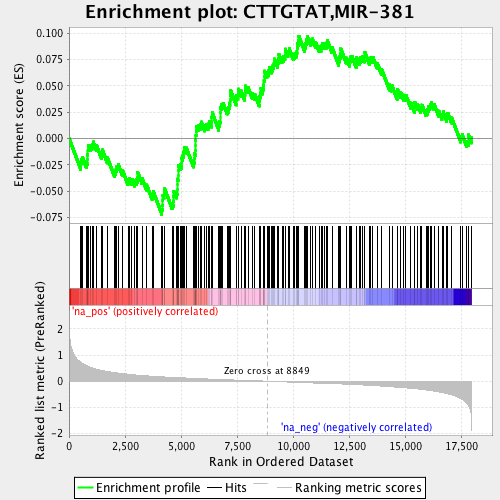 Enrichment plot: CTTGTAT,MIR-381
Enrichment score (ES)
0.100
0.075
0.050
0.025
0.000
-0.025
-0.050
-0.075
'na_pos' (positively correlated)
Ranked list metric (PreRanked)
2
1
0
-1
-2
Zero cross at 8849
'na_neg' (negatively correlated)
0
2,500
5,000
7,500
10,000
12,500
15,000
17,500
Rank in Ordered Dataset
Enrichment profile
Hits
Ranking metric scores